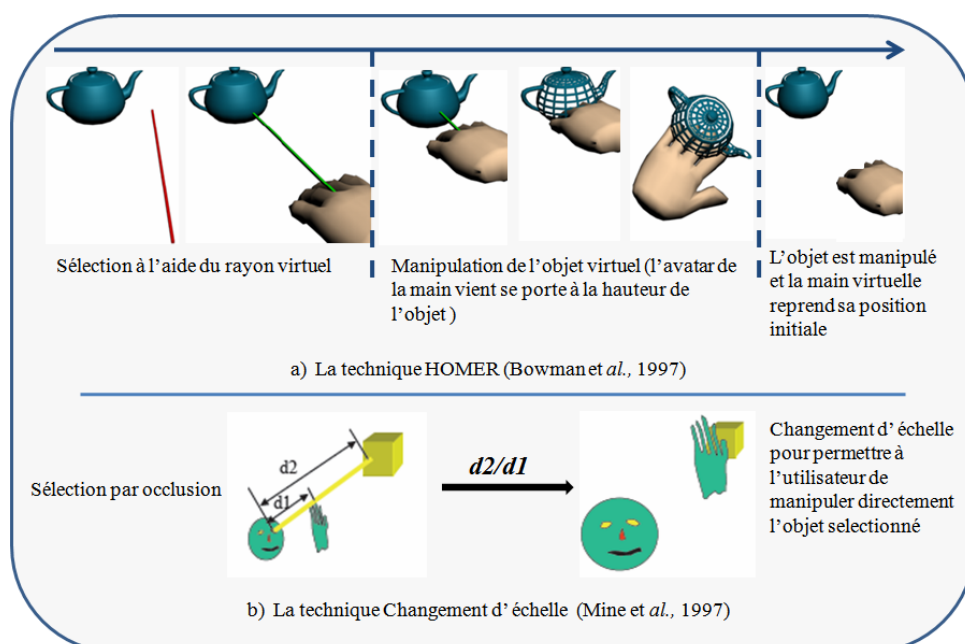 Sélection à l'aide du rayon virtuel
Manipulation de l'objet virtuel (l'avatar de
la main vient se porte à la hauteur de
l'objet )
L'objet est manipulé
et la main virtuelle
reprend sa position
initiale
a) La technique HOMER (Bowman et al., 1997)
Sélection par occlusion
d2
d1
d2/d1
Changement d' échelle
pour permettre à
l'utilisateur de
manipuler directement
l'objet selectionné
b) La technique Changement d' échelle (Mine et al., 1997)